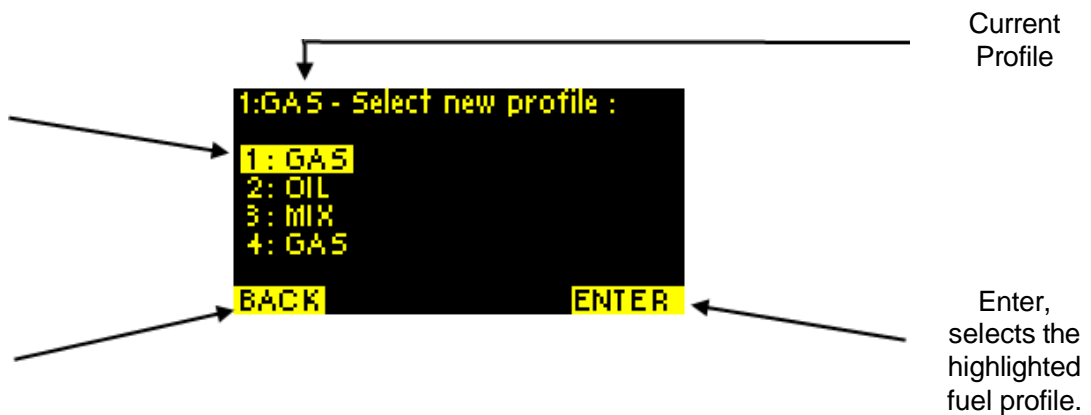 Current
Profile
1:GAS - Select new profile :
1: GAS
2: OIL
3: MIX
4: GAS
BACK
ENTER
Enter,
selects the
highlighted
fuel profile.